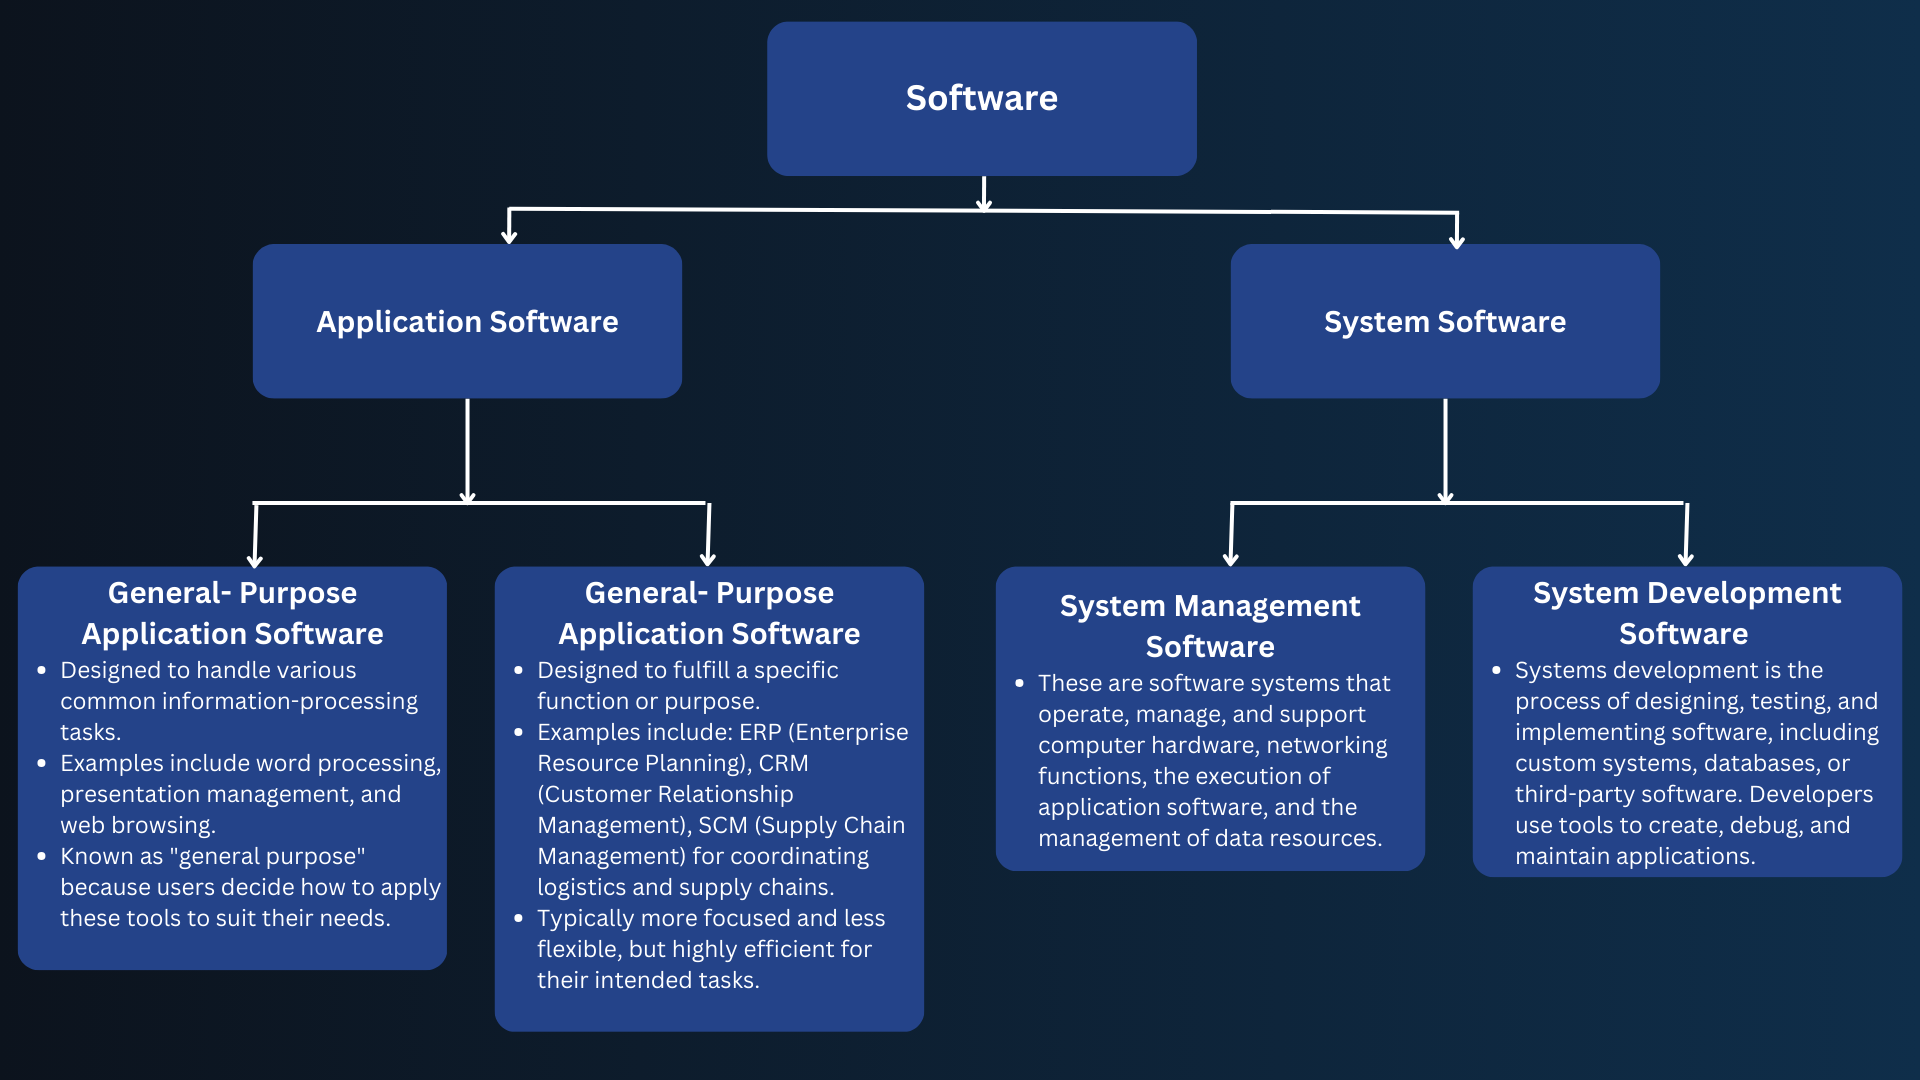 Software
Application Software
System Software
General- Purpose
Application Software
• Designed to handle various
common information-processing
tasks.
• Examples include word processing,
presentation management, and
web browsing.
• Known as "general purpose"
because users decide how to apply
these tools to suit their needs.
General- Purpose
Application Software
• Designed to fulfill a specific
function or purpose.
• Examples include: ERP (Enterprise
Resource Planning), CRM
(Customer Relationship
Management), SCM (Supply Chain
Management) for coordinating
logistics and supply chains.
• Typically more focused and less
flexible, but highly efficient for
their intended tasks.
System Management
Software
• These are software systems that
operate, manage, and support
computer hardware, networking
functions, the execution of
application software, and the
management of data resources.
System Development
Software
• Systems development is the
process of designing, testing, and
implementing software, including
custom systems, databases, or
third-party software. Developers
use tools to create, debug, and
maintain applications.